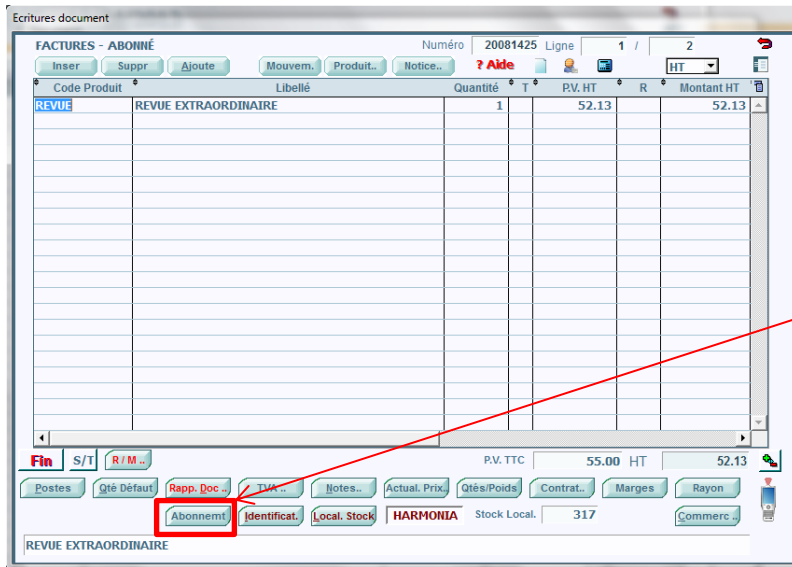 Ecritures document
FACTURES - ABONNÉ Numéro 20081425 Ligne 1 / 2
Inser Suppr Ajoute Mouvem. Produit.. Notice.. ? Aide HT
Code Produit Libellé Quantité T P.V. HT R Montant HT
REVUE REVUE EXTRAORDINAIRE 1 52.13 52.13
Fin S/T R / M .. P.V. TTC 55.00 HT 52.13
Postes Qté Défaut Rapp. Doc .. TVA .. Notes.. Actual. Prix.. Qtés/Poids Contrat.. Marges Rayon
Abonnemt Identificat. Local. Stock HARMONIA Stock Local. 317 Commerc ..
REVUE EXTRAORDINAIRE